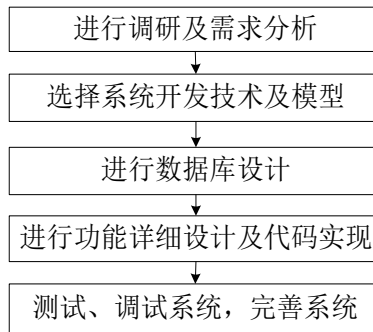 进行调研及需求分析
选择系统开发技术及模型
进行数据库设计
进行功能详细设计及代码实现
测试、调试系统，完善系统